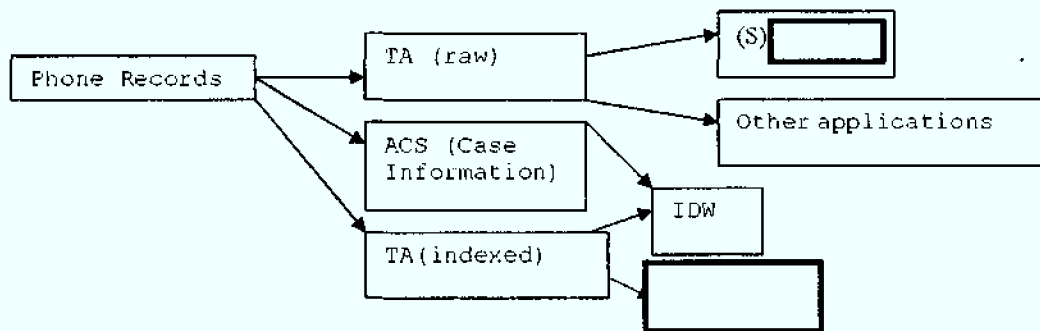 (S)
TA (raw)
Phone Records
Other applications
ACS (Case
Information)
IDW
TA(indexed)